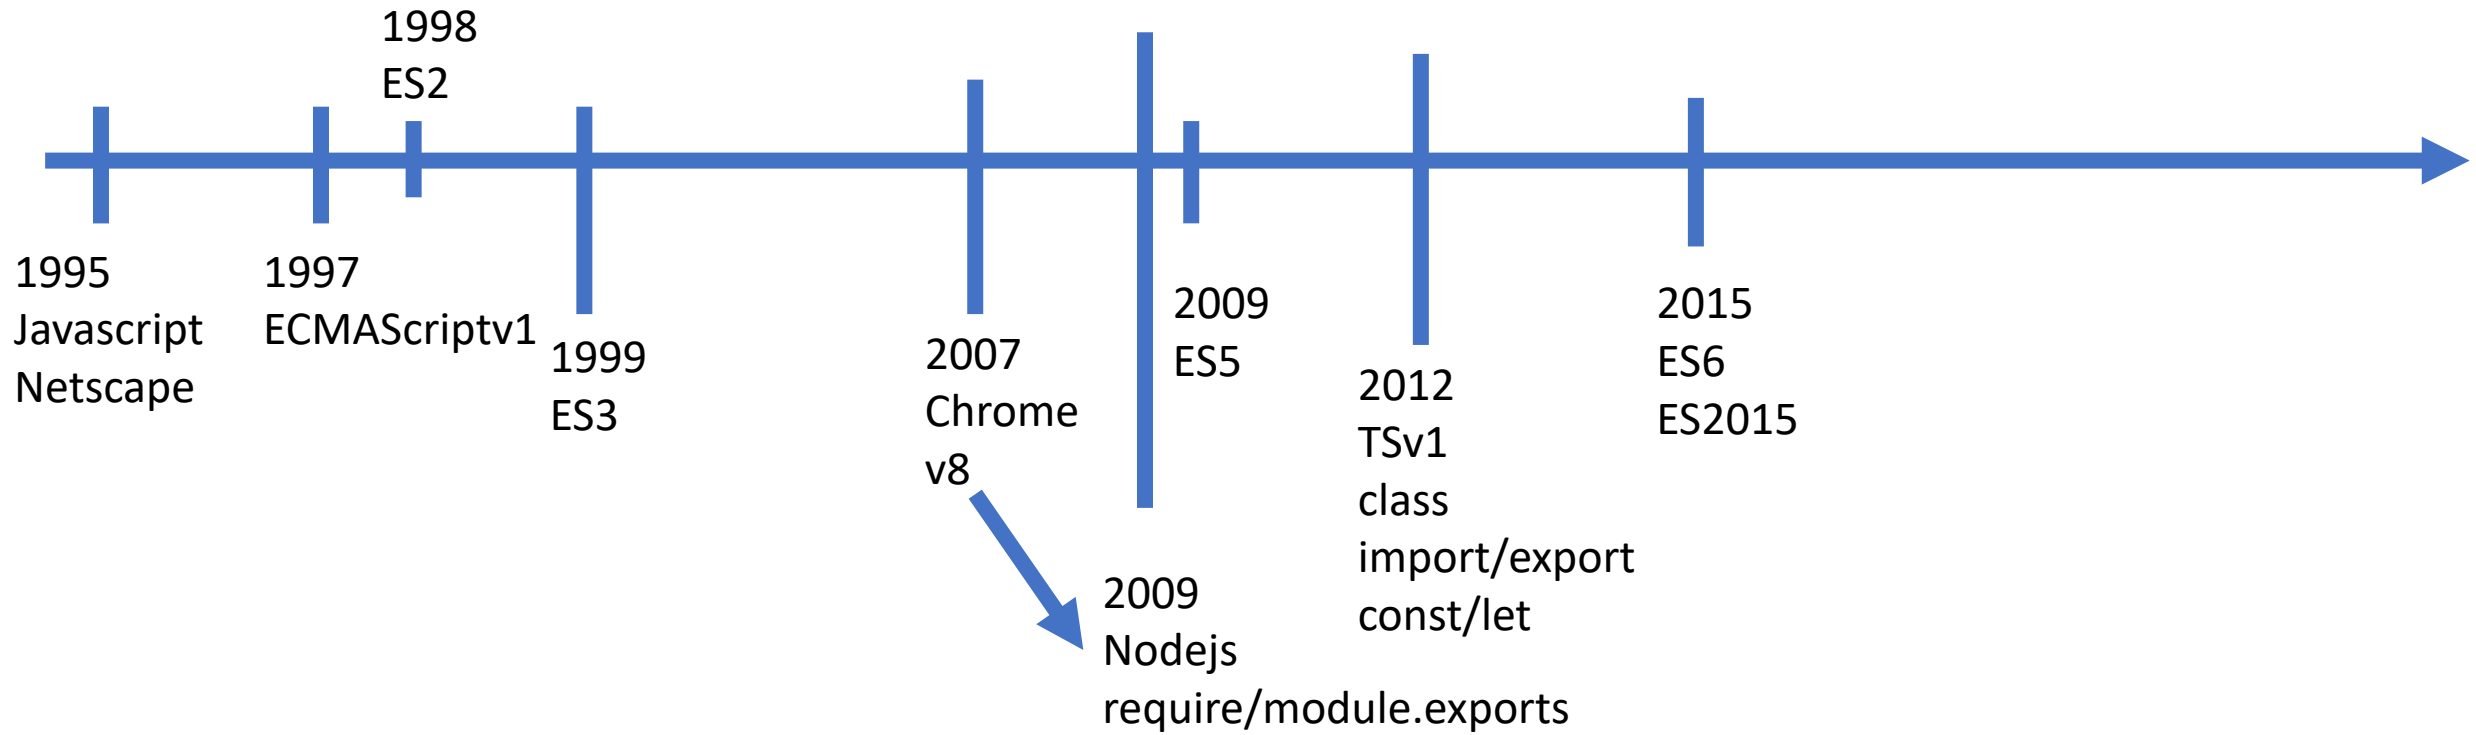 1998
ES2
1995
Javascript
Netscape
1997
ECMAScriptv1
1999
ES3
2007
Chrome
v8
2009
Nodejs
require/module.exports
2009
ES5
2012
TSv1
class
import/export
const/let
2015
ES6
ES2015